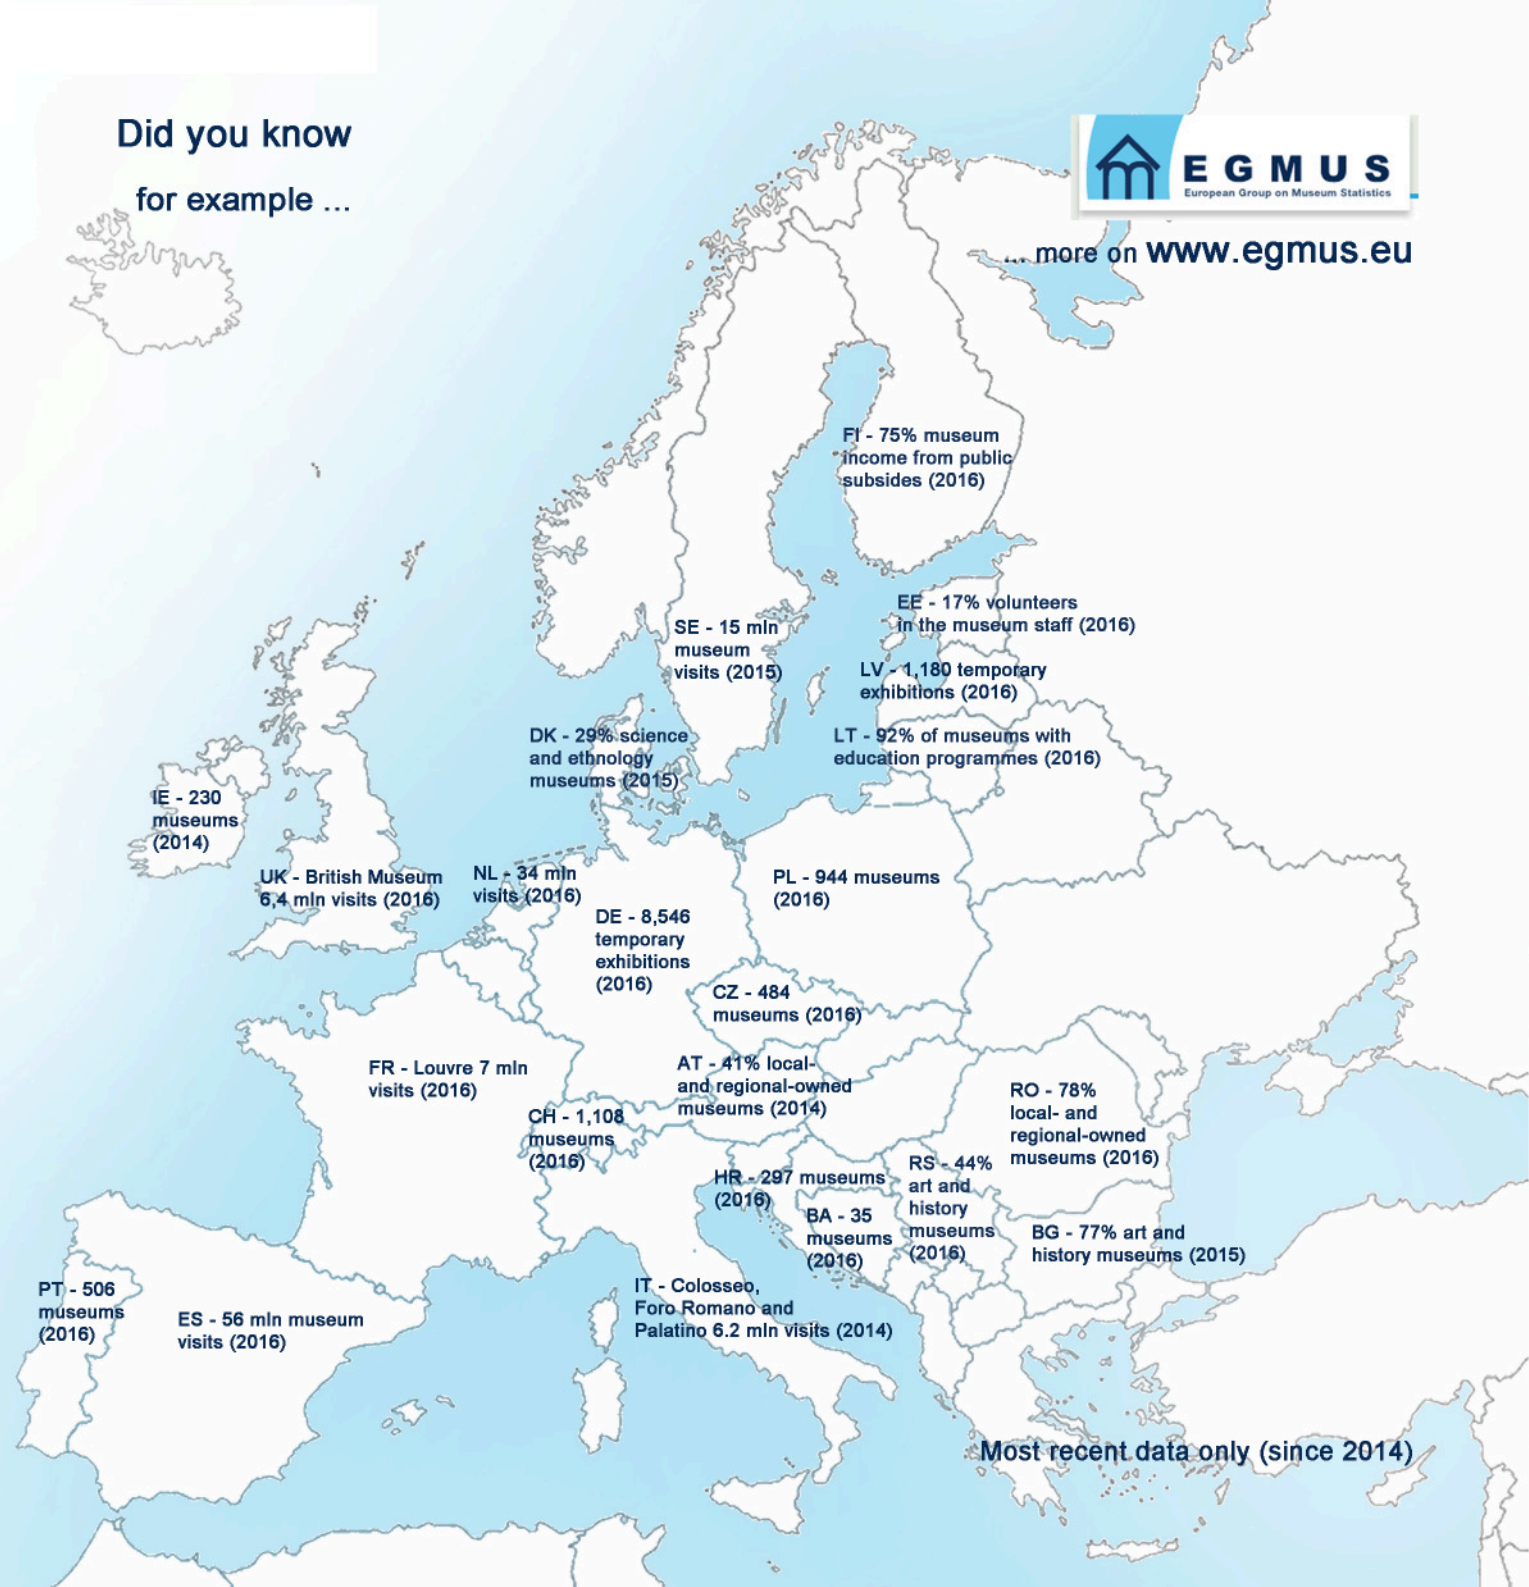 Did you know
for example ...
EGMUS
European Group on Museum Statistics
... more on www.egmus.eu
FI - 75% museum
income from public
subsides (2016)
EE - 17% volunteers
in the museum staff (2016)
SE - 15 mln
museum
visits (2015)
LV - 1,180 temporary
exhibitions (2016)
DK - 29% science
and ethnology
museums (2015)
LT - 92% of museums with
education programmes (2016)
IE - 230
museums
(2014)
UK - British Museum
6,4 mln visits (2016)
NL - 34 mln
visits (2016)
PL - 944 museums
(2016)
DE - 8,546
temporary
exhibitions
(2016)
CZ - 484
museums (2016)
FR - Louvre 7 mln
visits (2016)
AT - 41% local-
and regional-owned
museums (2014)
RO - 78%
local- and
regional-owned
museums (2016)
CH - 1,108
museums
(2016)
HR - 297 museums
(2016)
RS - 44%
art and
history
museums
(2016)
BA - 35
museums
(2016)
BG - 77% art and
history museums (2015)
PT - 506
museums
(2016)
ES - 56 mln museum
visits (2016)
IT - Colosseo,
Foro Romano and
Palatino 6.2 mln visits (2014)
Most recent data only (since 2014)